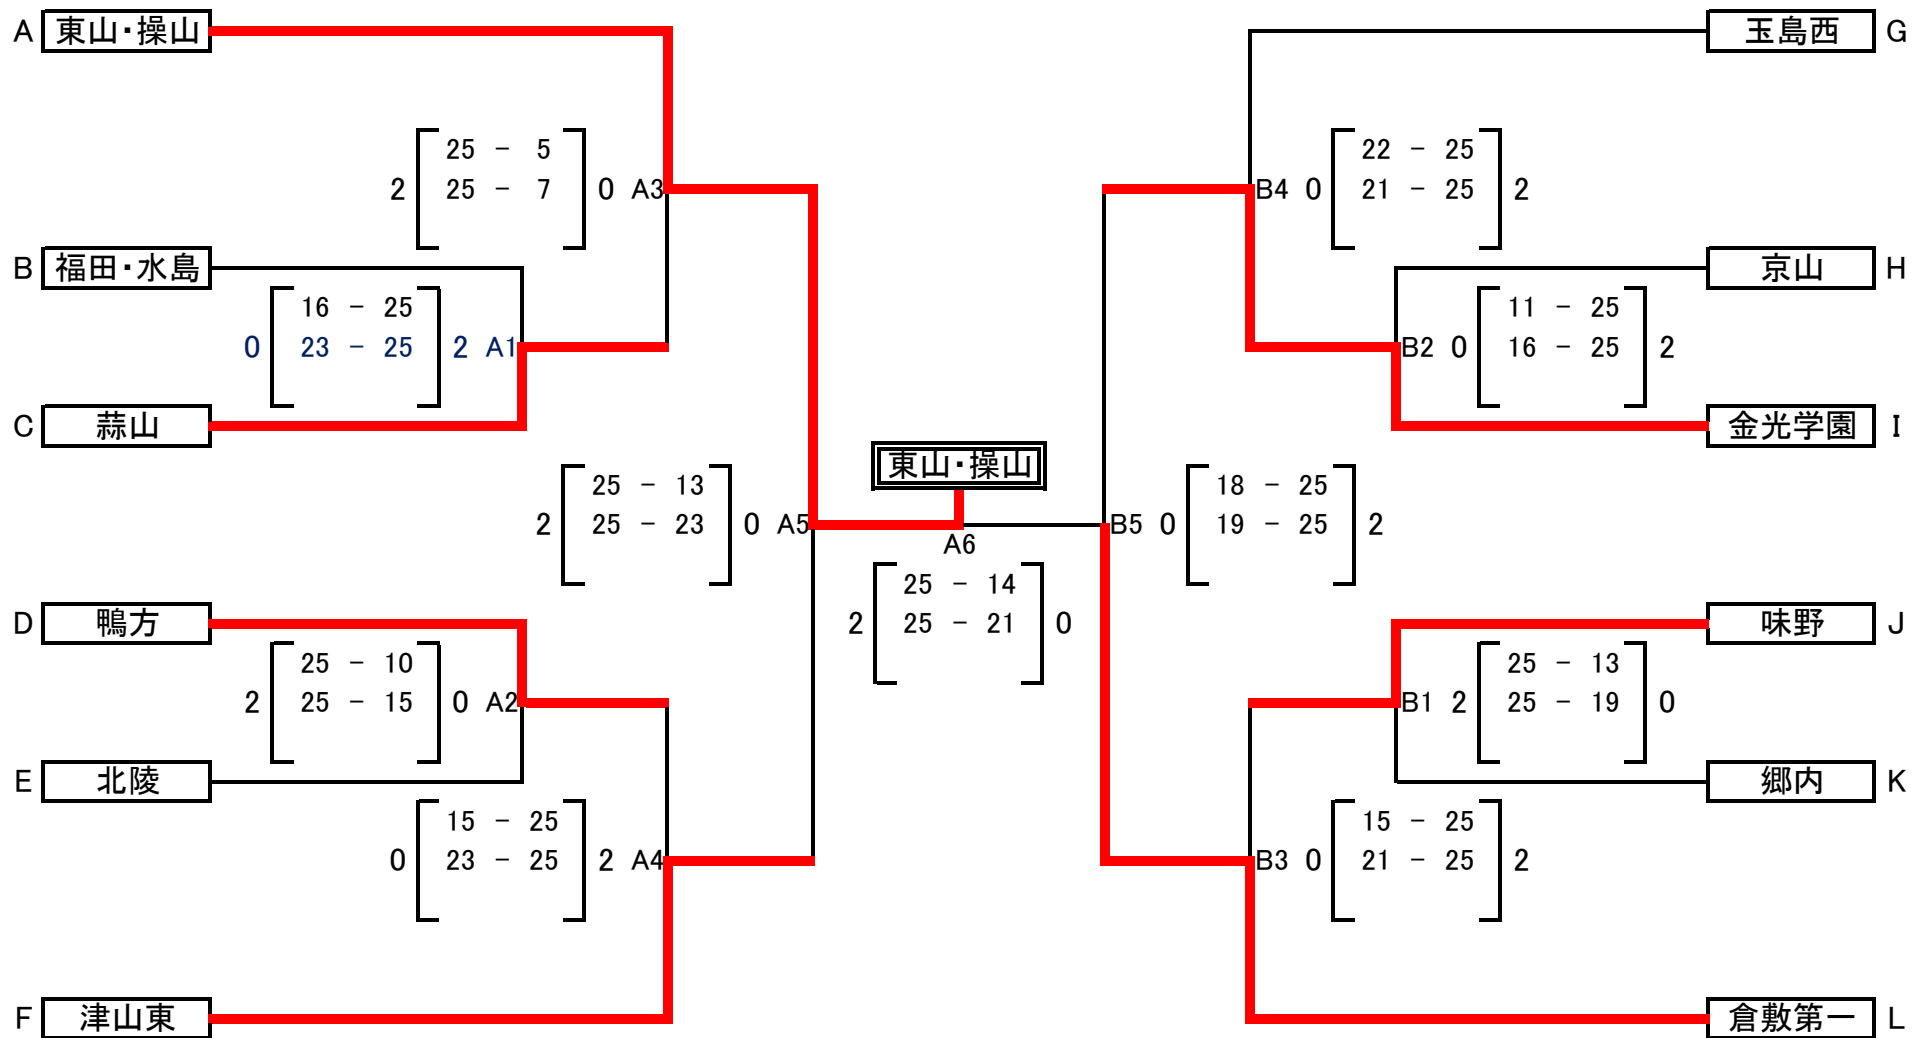 A 東山・操山 玉島西 G
25 - 5 22 - 25
2 25 - 7 0 A3 B4 0 21 - 25 2
B 福田・水島 京山 H
16 - 25 11 - 25
0 23 - 25 2 A1 B2 0 16 - 25 2
C 蒜山 金光学園 I
東山・操山
25 - 13 18 - 25
2 25 - 23 0 A5 B5 0 19 - 25 2
A6
25 - 14
2 25 - 21 0
D 鴨方 味野 J
25 - 10 25 - 13
2 25 - 15 0 A2 B1 2 25 - 19 0
E 北陵 郷内 K
15 - 25 15 - 25
0 23 - 25 2 A4 B3 0 21 - 25 2
F 津山東 倉敷第一 L